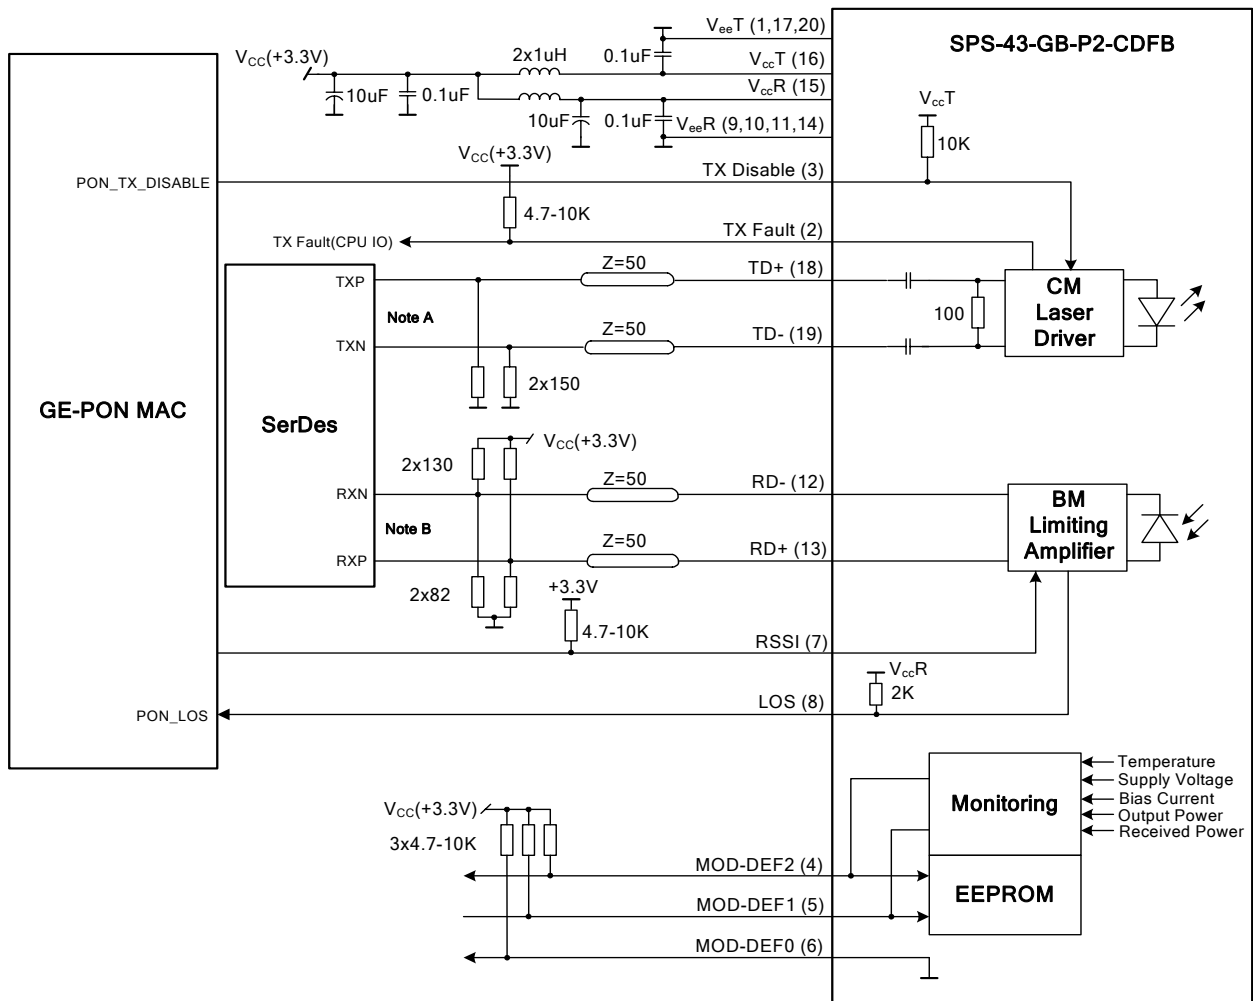 VeeT (1,17,20)
SPS-43-GB-P2-CDFB
0.1uF
2x1uH
VccT (16)
VCC(+3.3V)
VccR (15)
10uF
0.1uF
10uF
0.1uF
VeeR (9,10,11,14)
VccT
10K
VCC(+3.3V)
PON_TX_DISABLE
TX Disable (3)
4.7-10K
TX Fault(CPU IO)
TX Fault (2)
Z=50
TD+ (18)
TXP
CM
Laser
Driver
Note A
100
Z=50
TXN
TD- (19)
2x150
GE-PON MAC
SerDes
VCC(+3.3V)
2x130
Z=50
RD- (12)
RXN
BM
Limiting
Amplifier
Note B
Z=50
RXP
RD+ (13)
2x82
+3.3V
4.7-10K
RSSI (7)
VccR
2K
PON_LOS
LOS (8)
Temperature
Supply Voltage
Monitoring
Bias Current
Output Power
Received Power
VCC(+3.3V)
3x4.7-10K
MOD-DEF2 (4)
EEPROM
MOD-DEF1 (5)
MOD-DEF0 (6)